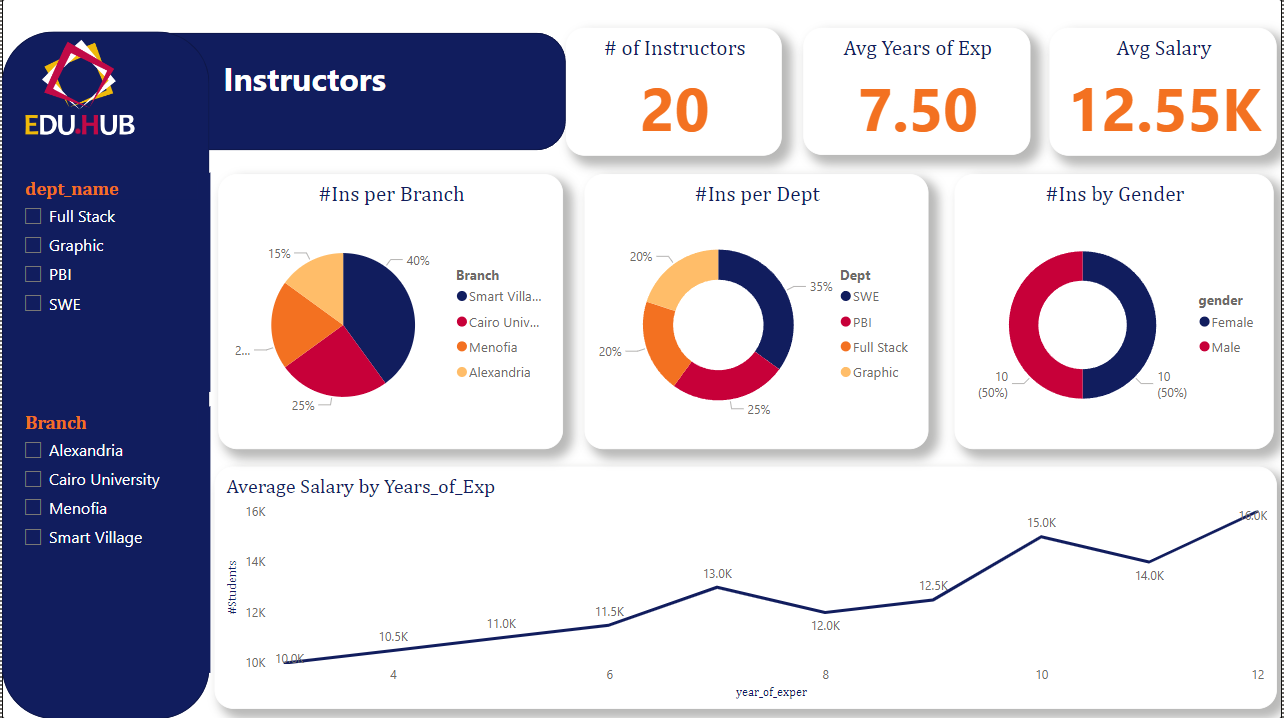 EDU.HUB
Instructors
# of Instructors
20
Avg Years of Exp
7.50
Avg Salary
12.55K
dept_name
Full Stack
Graphic
PBI
SWE
Branch
Alexandria
Cairo University
Menofia
Smart Village
#Ins per Branch
15%
40%
2...
25%
Branch
Smart Villa...
Cairo Univ...
Menofia
Alexandria
#Ins per Dept
20%
35%
20%
25%
Dept
SWE
PBI
Full Stack
Graphic
#Ins by Gender
10
(50%)
10
(50%)
gender
Female
Male
Average Salary by Years_of_Exp
#Students
16K
14K
12K
10K
10.0K
10.5K
11.0K
11.5K
13.0K
12.0K
12.5K
15.0K
14.0K
16.0K
4
6
8
10
12
year_of_exper